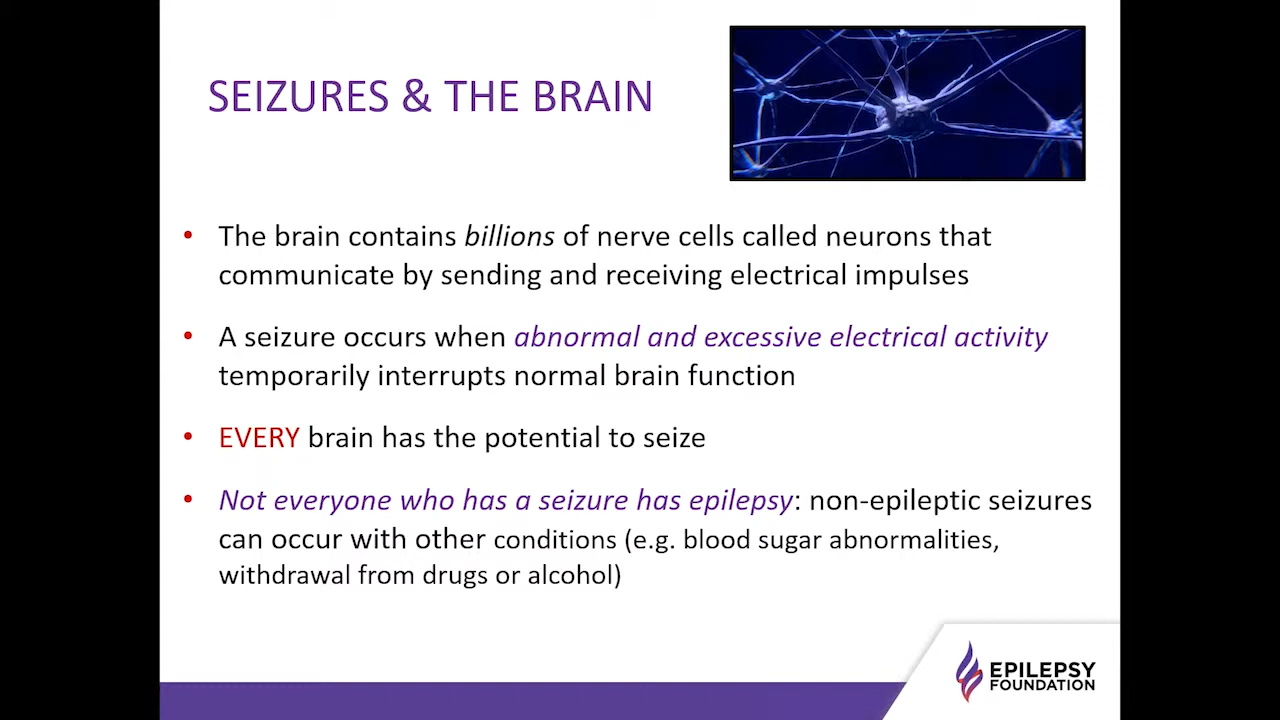 SEIZURES & THE BRAIN
• The brain contains billions of nerve cells called neurons that
communicate by sending and receiving electrical impulses
• A seizure occurs when abnormal and excessive electrical activity
temporarily interrupts normal brain function
• EVERY brain has the potential to seize
• Not everyone who has a seizure has epilepsy: non-epileptic seizures
can occur with other conditions (e.g. blood sugar abnormalities,
withdrawal from drugs or alcohol)
EPILEPSY
FOUNDATION